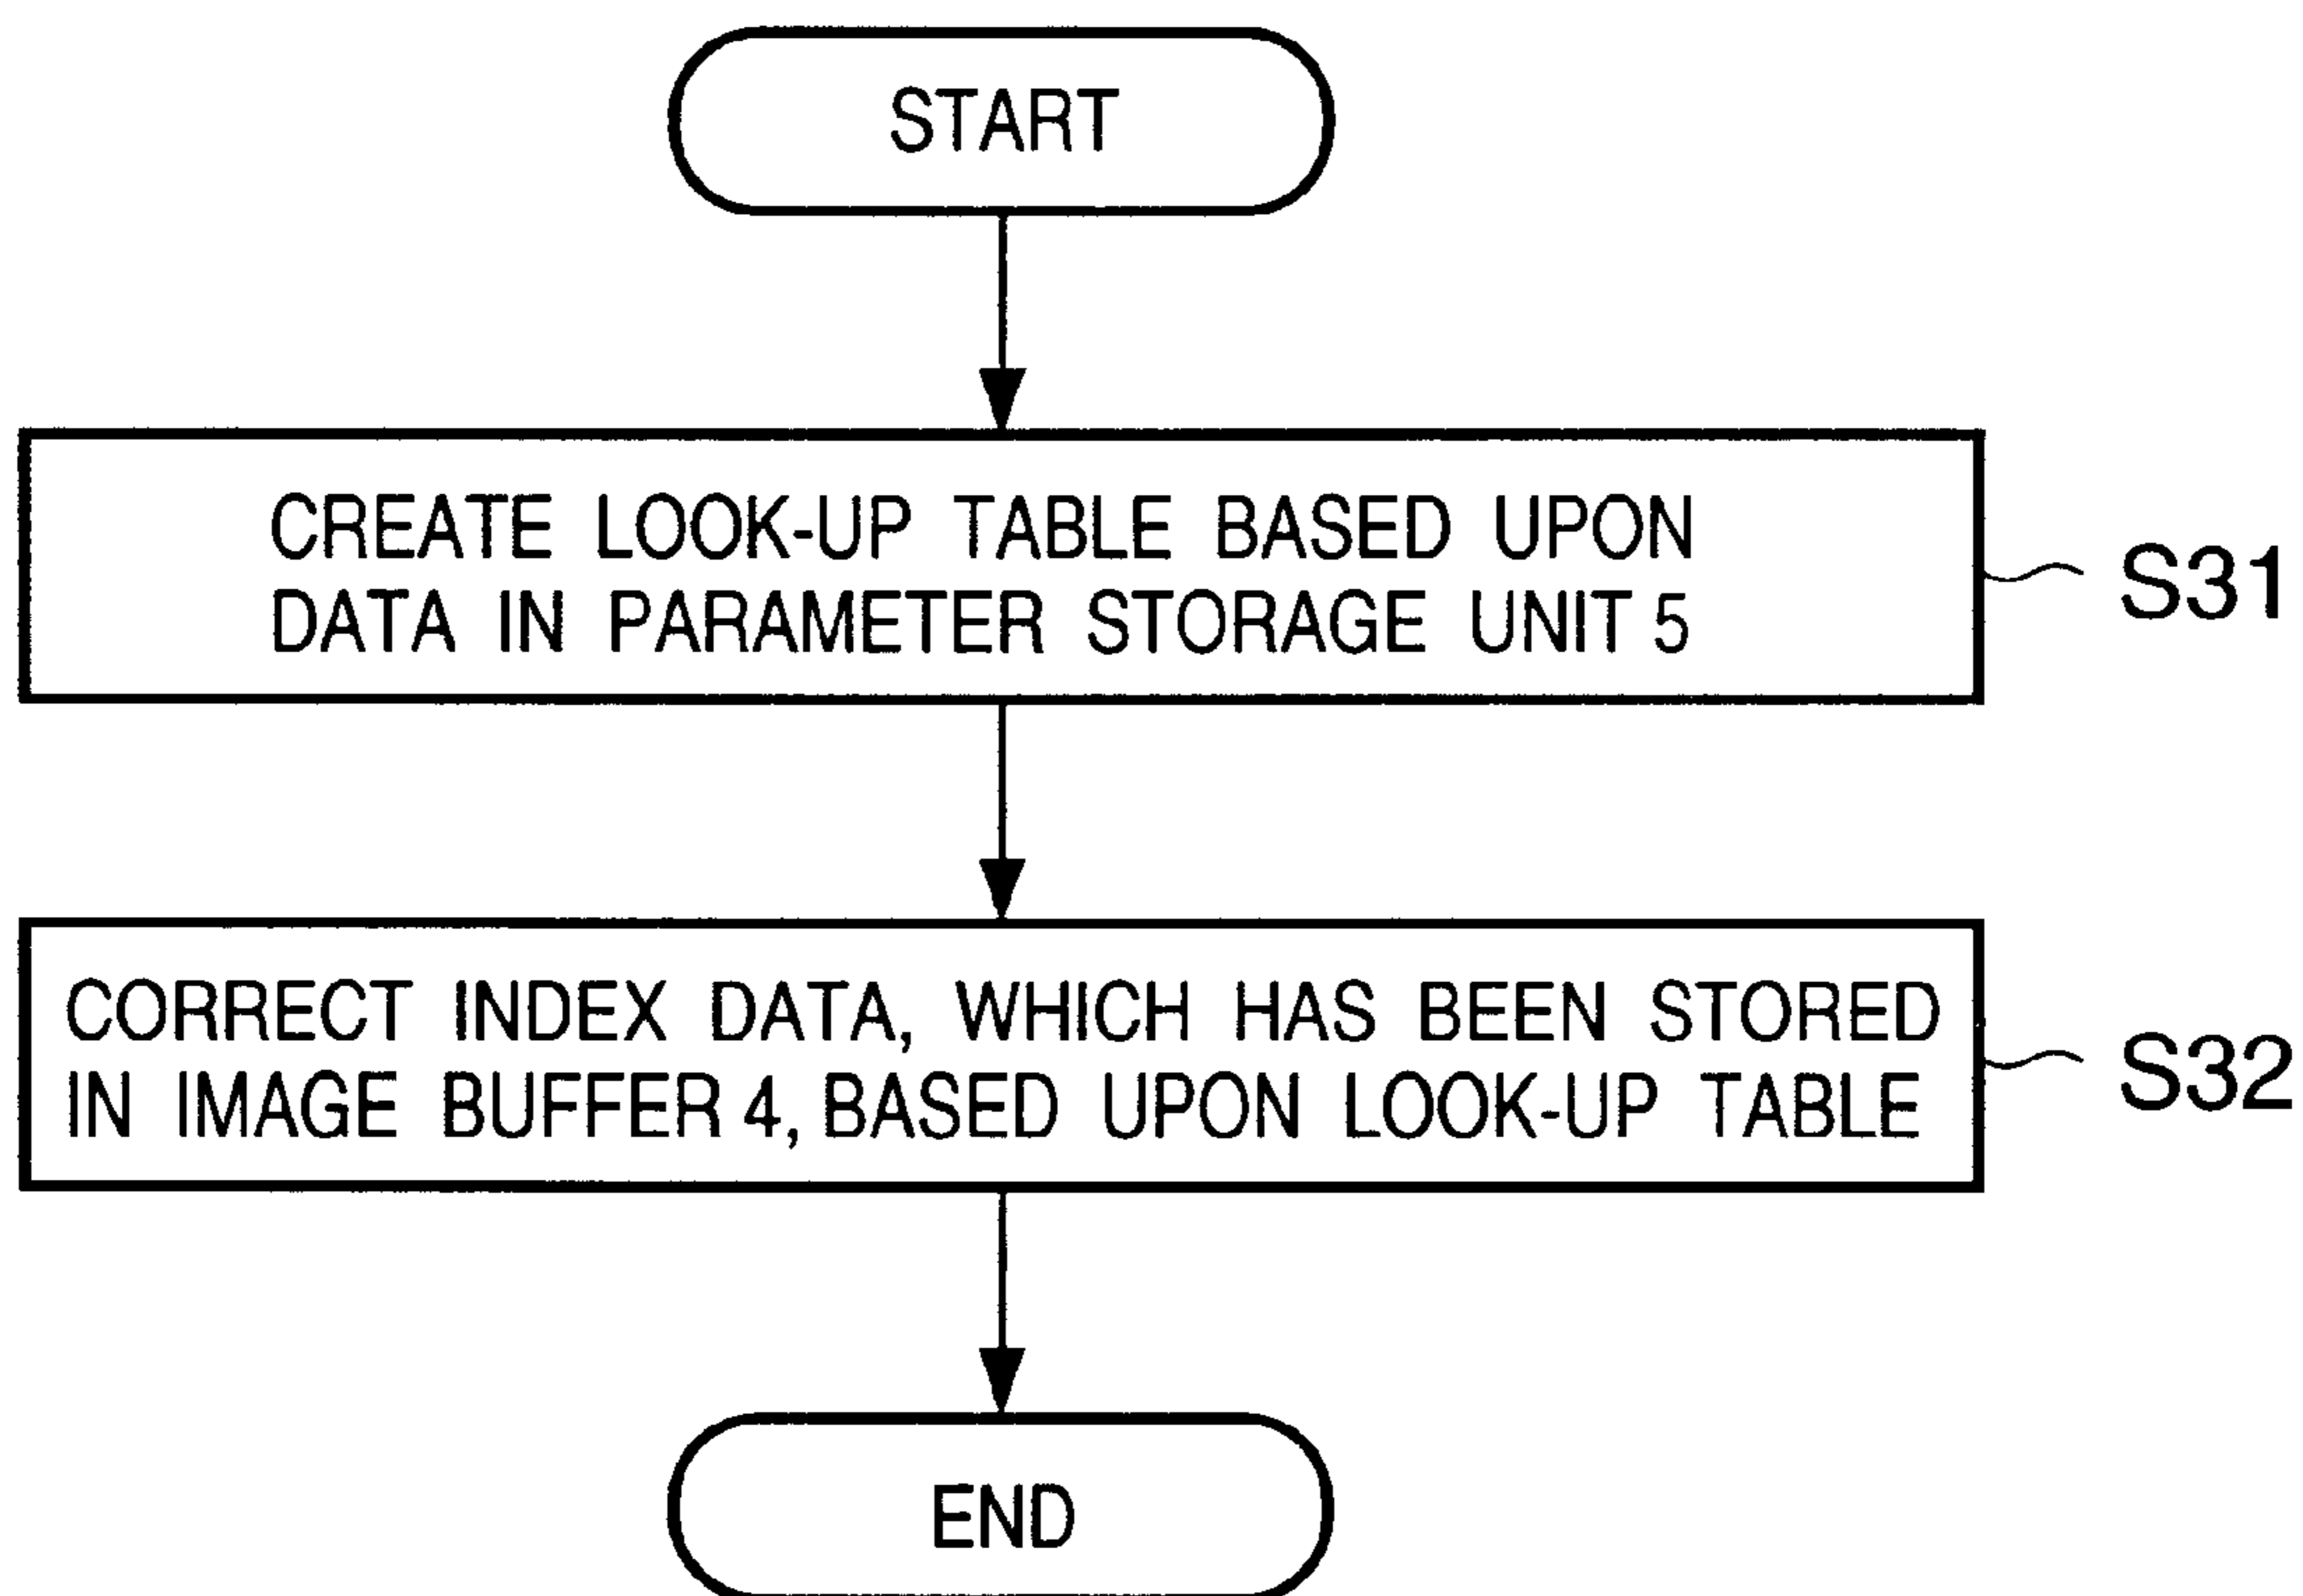 START
CREATE LOOK-UP TABLE BASED UPON
DATA IN PARAMETER STORAGE UNIT 5
S31
CORRECT INDEX DATA, WHICH HAS BEEN STORED
IN IMAGE BUFFER 4, BASED UPON LOOK-UP TABLE
S32
END